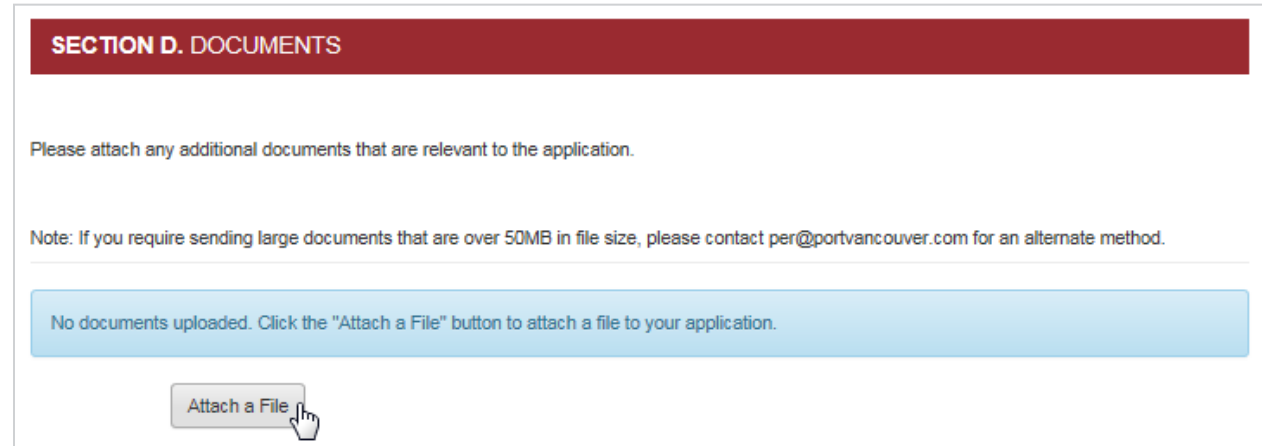 SECTION D. DOCUMENTS
Please attach any additional documents that are relevant to the application.
Note: If you require sending large documents that are over 50MB in file size, please contact per@portvancouver.com for an alternate method.
No documents uploaded. Click the "Attach a File" button to attach a file to your application.
Attach a File